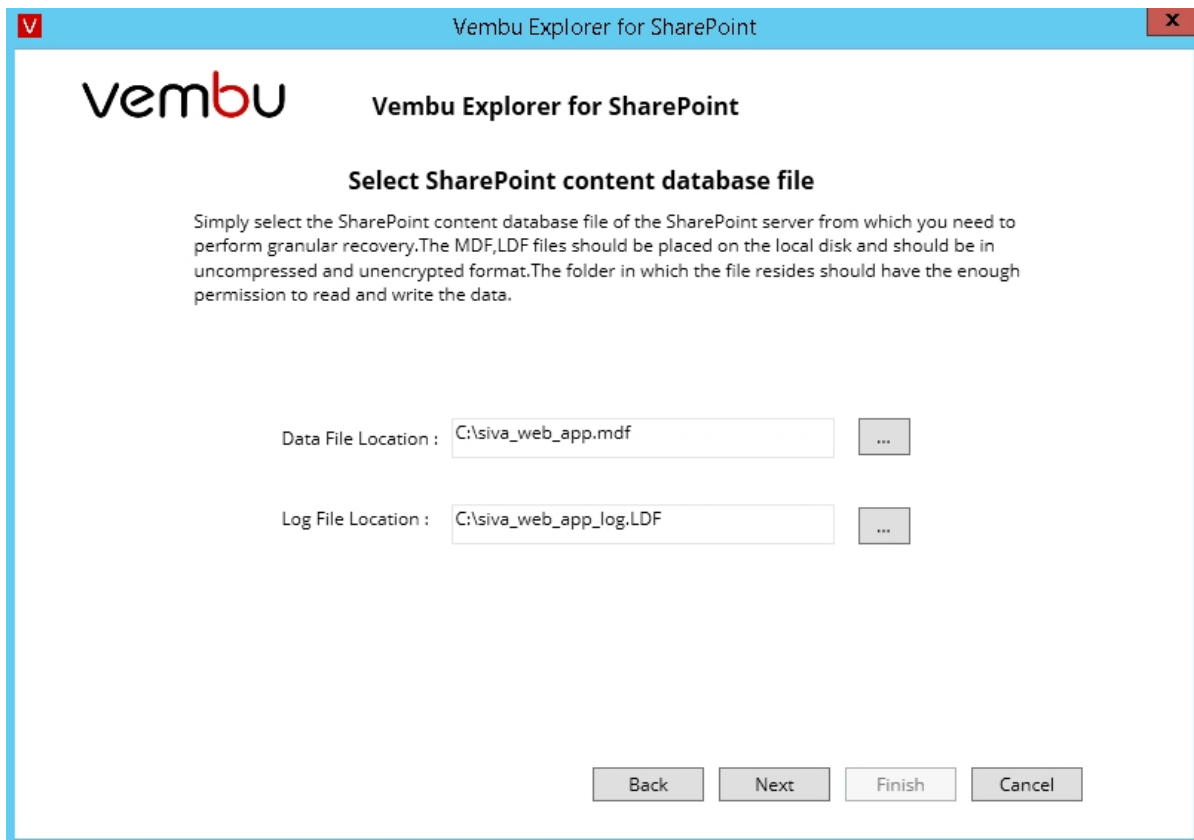 V
Vembu Explorer for SharePoint
x
vembu
Vembu Explorer for SharePoint
Select SharePoint content database file
Simply select the SharePoint content database file of the SharePoint server from which you need to
perform granular recovery.The MDF,LDF files should be placed on the local disk and should be in
uncompressed and unencrypted format.The folder in which the file resides should have the enough
permission to read and write the data.
Data File Location :
C:\siva_web_app.mdf
...
Log File Location :
C:\siva_web_app_log.LDF
...
Back
Next
Finish
Cancel